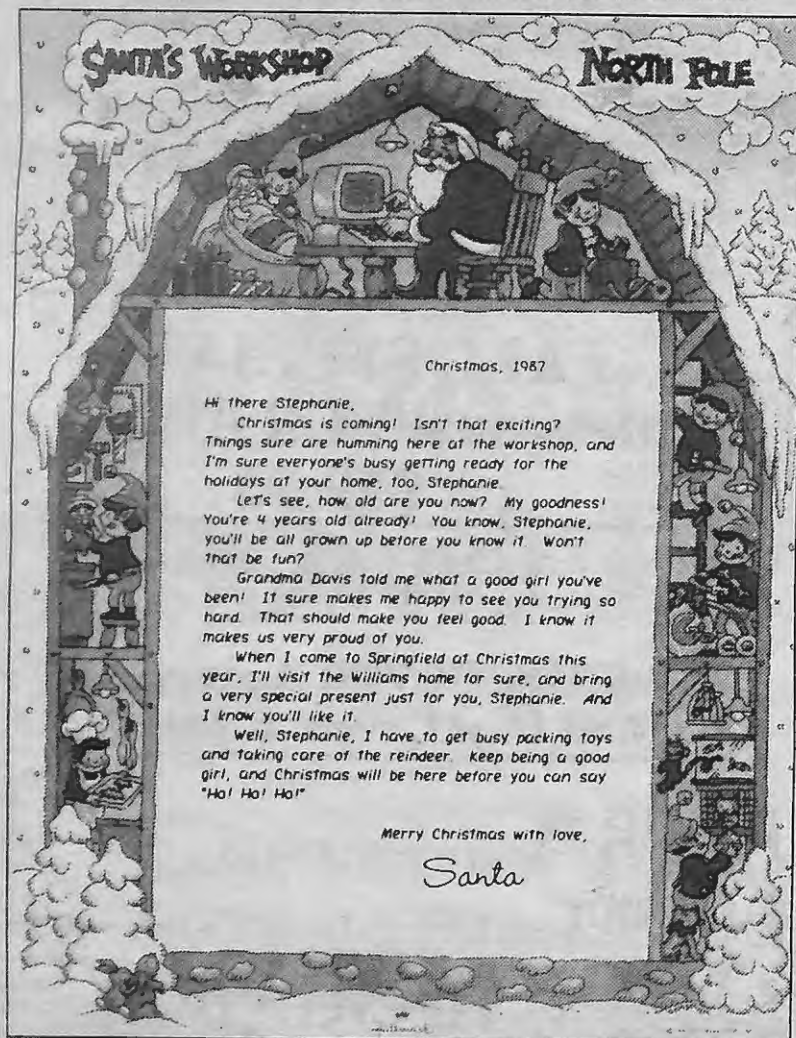 SANTA'S WORKSHOP
NORTH POLE
Christmas, 1987
Hi there Stephanie,
Christmas is coming! Isn't that exciting?
Things sure are humming here at the workshop, and
I'm sure everyone's busy getting ready for the
holidays at your home, too, Stephanie.
Let's see, how old are you now? My goodness!
You're 4 years old already! You know, Stephanie,
you'll be all grown up before you know it. Won't
that be fun?
Grandma Davis told me what a good girl you've
been! It sure makes me happy to see you trying so
hard. That should make you feel good. I know it
makes us very proud of you.
When I come to Springfield at Christmas this
year, I'll visit the Williams home for sure, and bring
a very special present just for you, Stephanie. And
I know you'll like it.
Well, Stephanie, I have to get busy packing toys
and taking care of the reindeer. Keep being a good
girl, and Christmas will be here before you can say
"Ho! Ho! Ho!"
Merry Christmas with love,
Santa